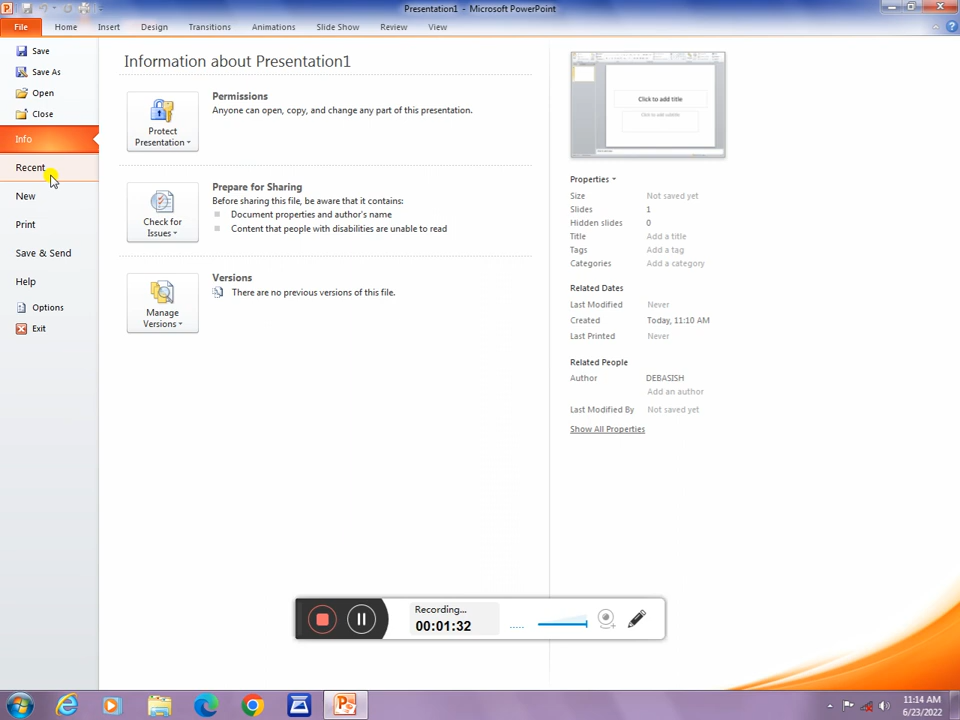 Presentation1 - Microsoft PowerPoint
File Home Insert Design Transitions Animations Slide Show Review View
Save
Save As
Open
Close
Info
Recent
New
Print
Save & Send
Help
Options
Exit
Information about Presentation1
Protect
Presentation
Permissions
Anyone can open, copy, and change any part of this presentation.
Check for
Issues
Prepare for Sharing
Before sharing this file, be aware that it contains:
Document properties and author's name
Content that people with disabilities are unable to read
Manage
Versions
Versions
There are no previous versions of this file.
Click to add title
Click to add subtitle
Properties
Size Not saved yet
Slides 1
Hidden slides 0
Title Add a title
Tags Add a tag
Categories Add a category
Related Dates
Last Modified Never
Created Today, 11:10 AM
Last Printed Never
Related People
Author DEBASISH
Add an author
Last Modified By Not saved yet
Show All Properties
Recording...
00:01:32
11:14 AM
6/23/2022